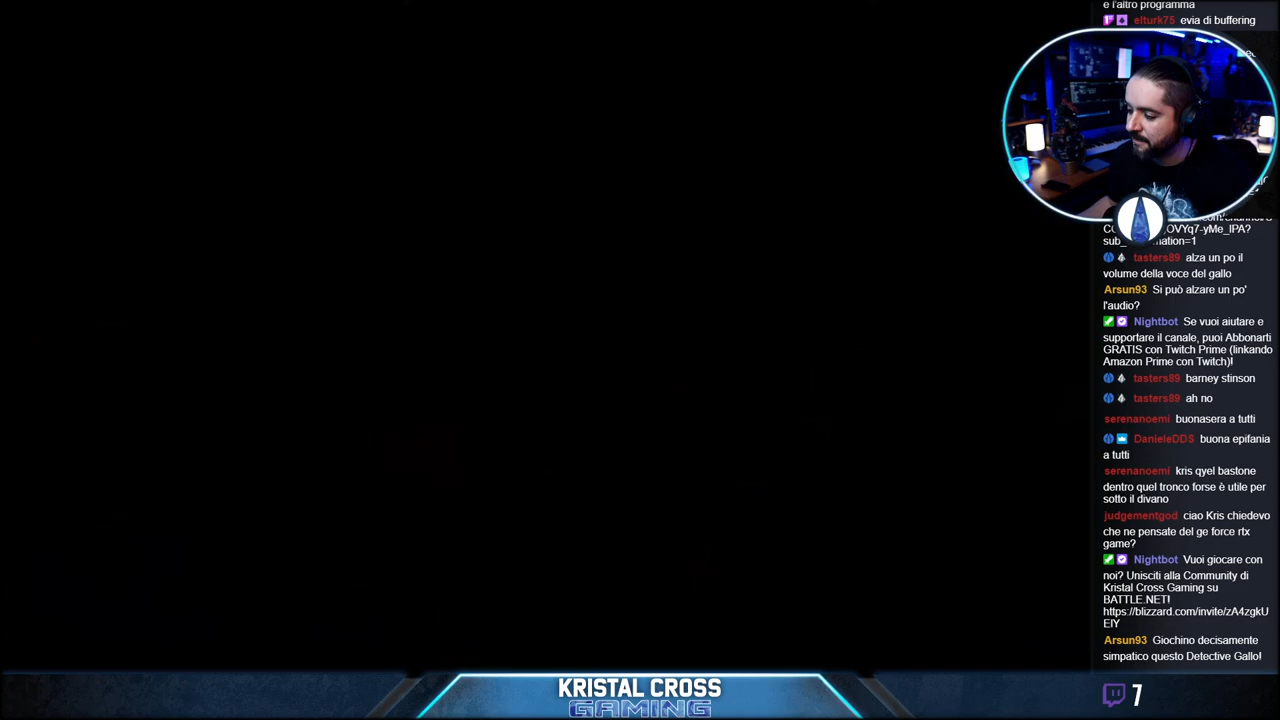 e l'altro programma
elturk75 evia di buffering
OVYq7-yMe_IPA?
tasters89 alza un po il
volume della voce del gallo
Arsun93 Si può alzare un po'
l'audio?
Nightbot Se vuoi aiutare e
supportare il canale, puoi Abbonarti
GRATIS con Twitch Prime (linkando
Amazon Prime con Twitch)!
tasters89 barney stinson
tasters89 ah no
serenanoemi buonasera a tutti
DanieleDDS buona epifania
a tutti
serenanoemi kris qyel bastone
dentro quel tronco forse è utile per
sotto il divano
judgementgod ciao Kris chiedevo
che ne pensate del ge force rtx
game?
Nightbot Vuoi giocare con
noi? Unisciti alla Community di
Kristal Cross Gaming su
BATTLE.NET!
https://blizzard.com/invite/zA4zgkU
EIY
Arsun93 Giochino decisamente
simpatico questo Detective Gallo!
KRISTAL CROSS
GAMING
7